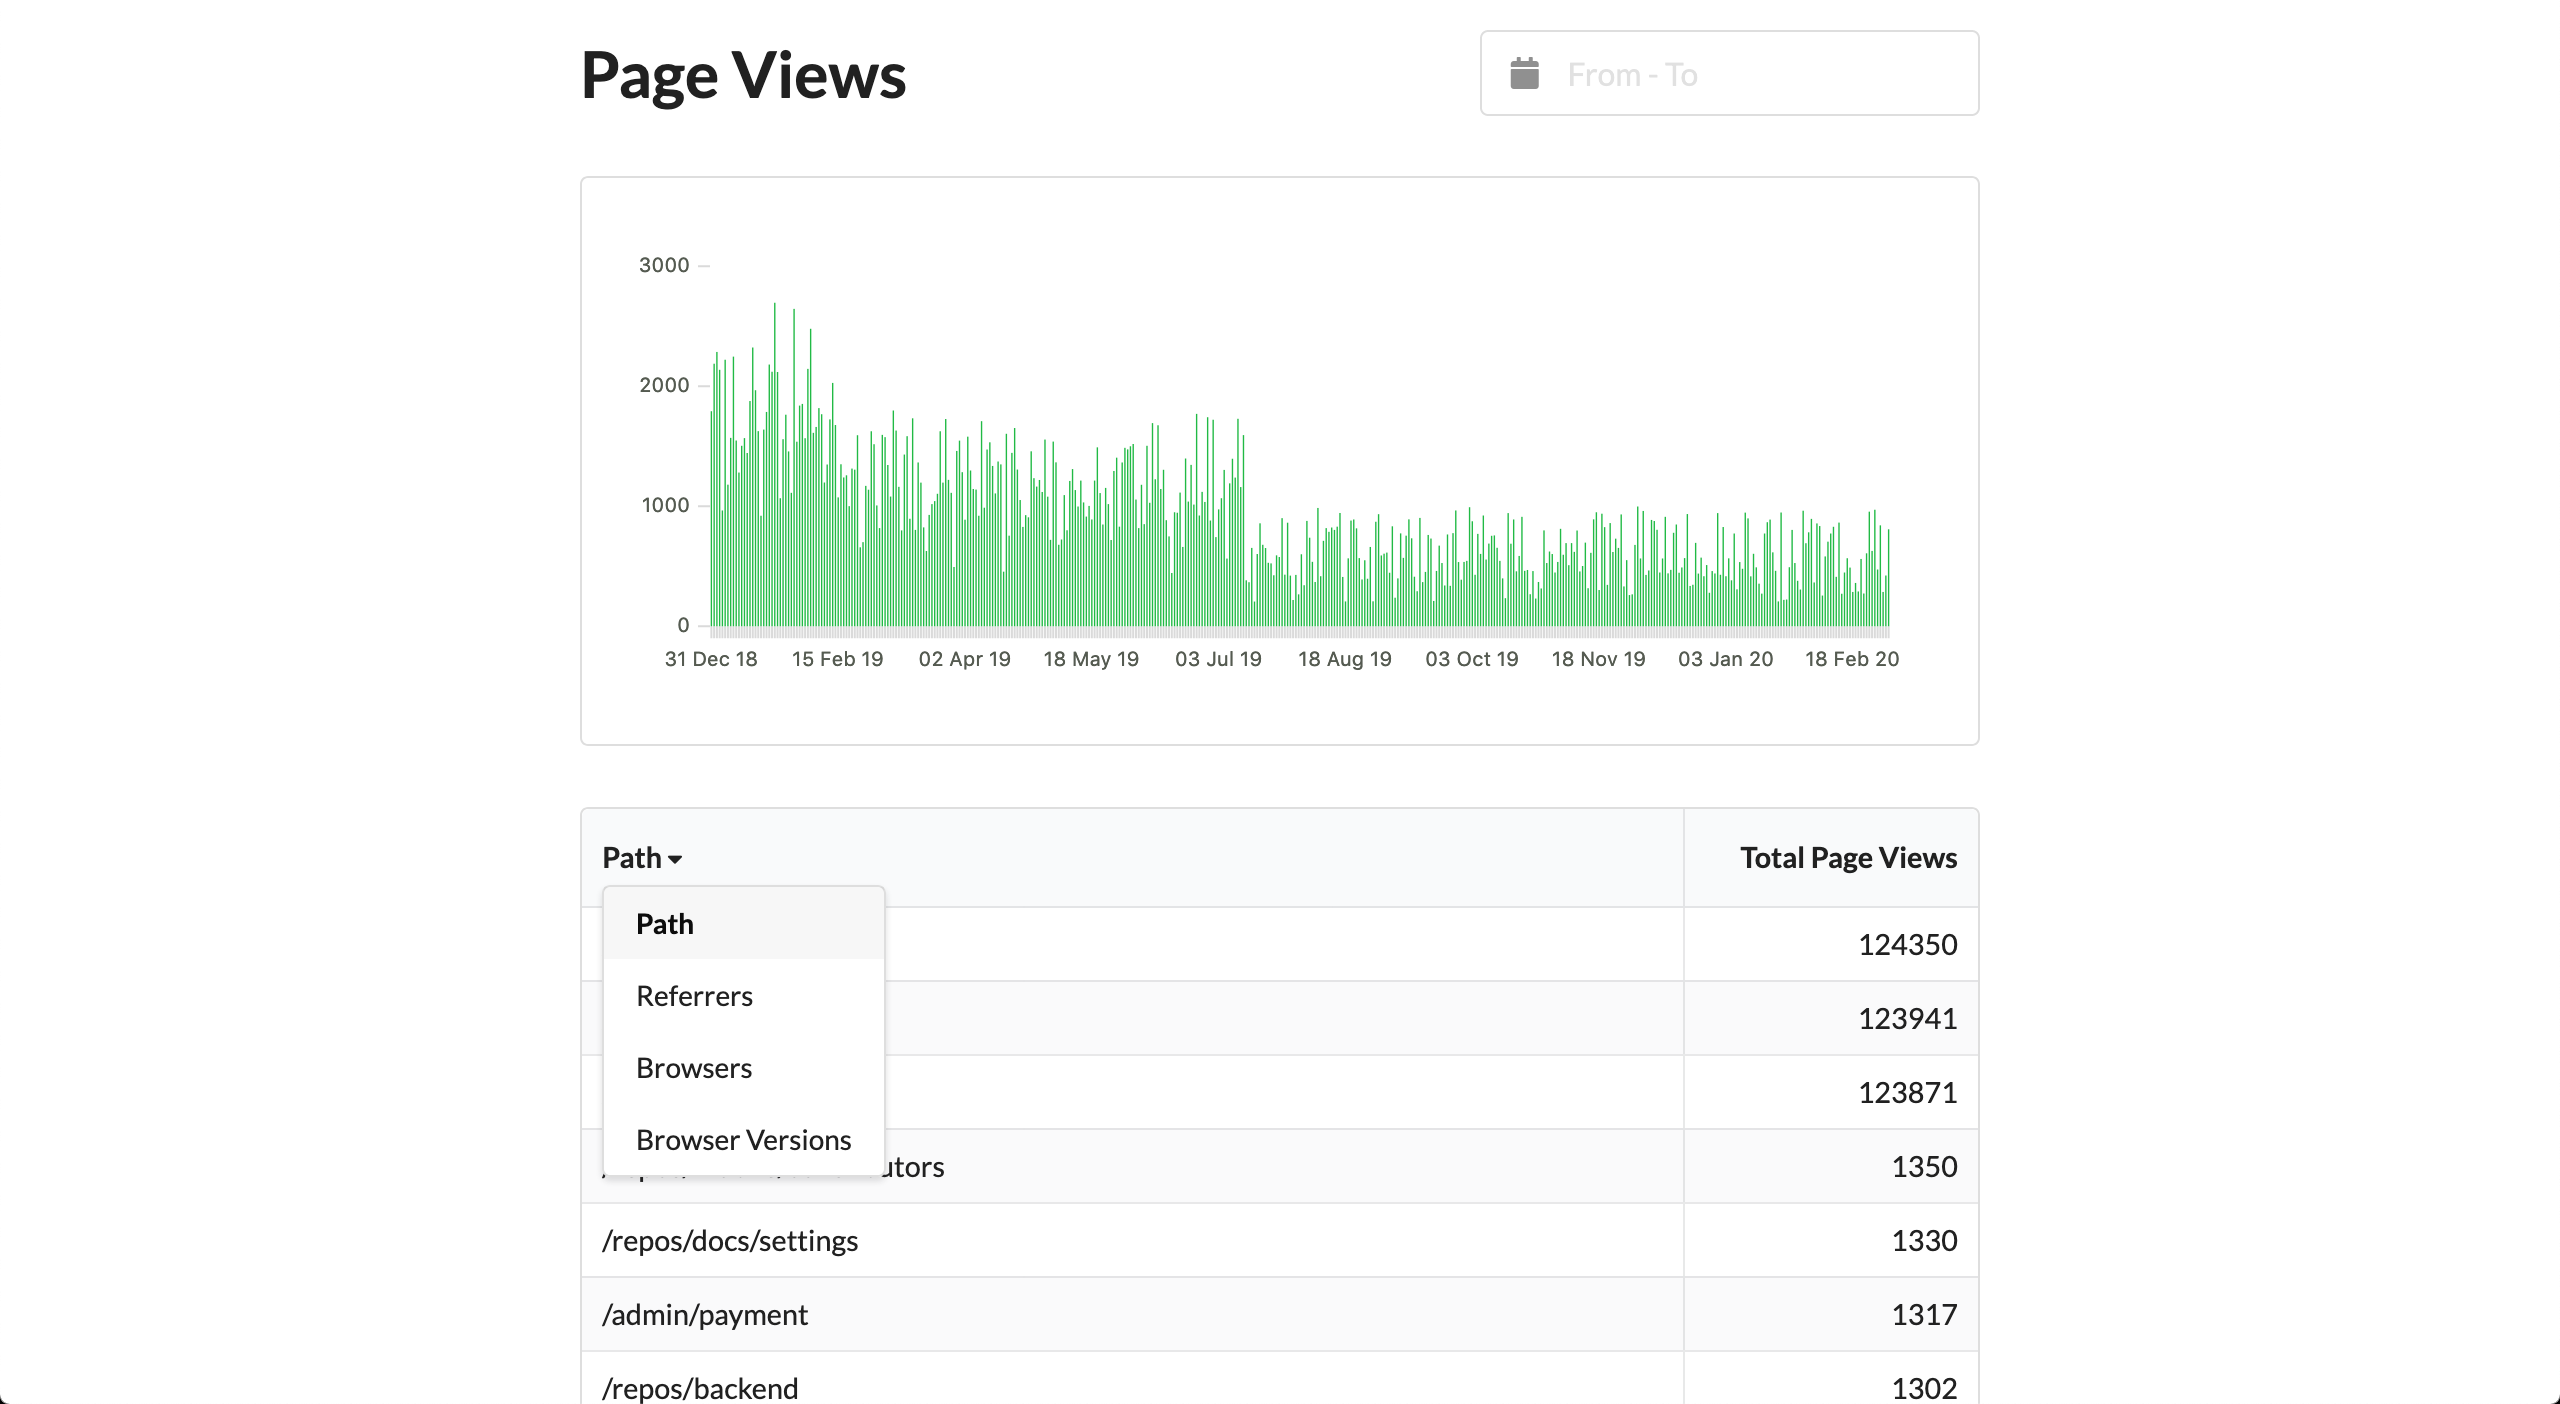 Page Views
From - To
3000
2000
1000
0
31 Dec 18 15 Feb 19 02 Apr 19 18 May 19 03 Jul 19 18 Aug 19 03 Oct 19 18 Nov 19 03 Jan 20 18 Feb 20
Path Total Page Views
Path
124350
Referrers
123941
Browsers
123871
Browser Versions
1350
/repos/docs/settings 1330
/admin/payment 1317
/repos/backend 1302